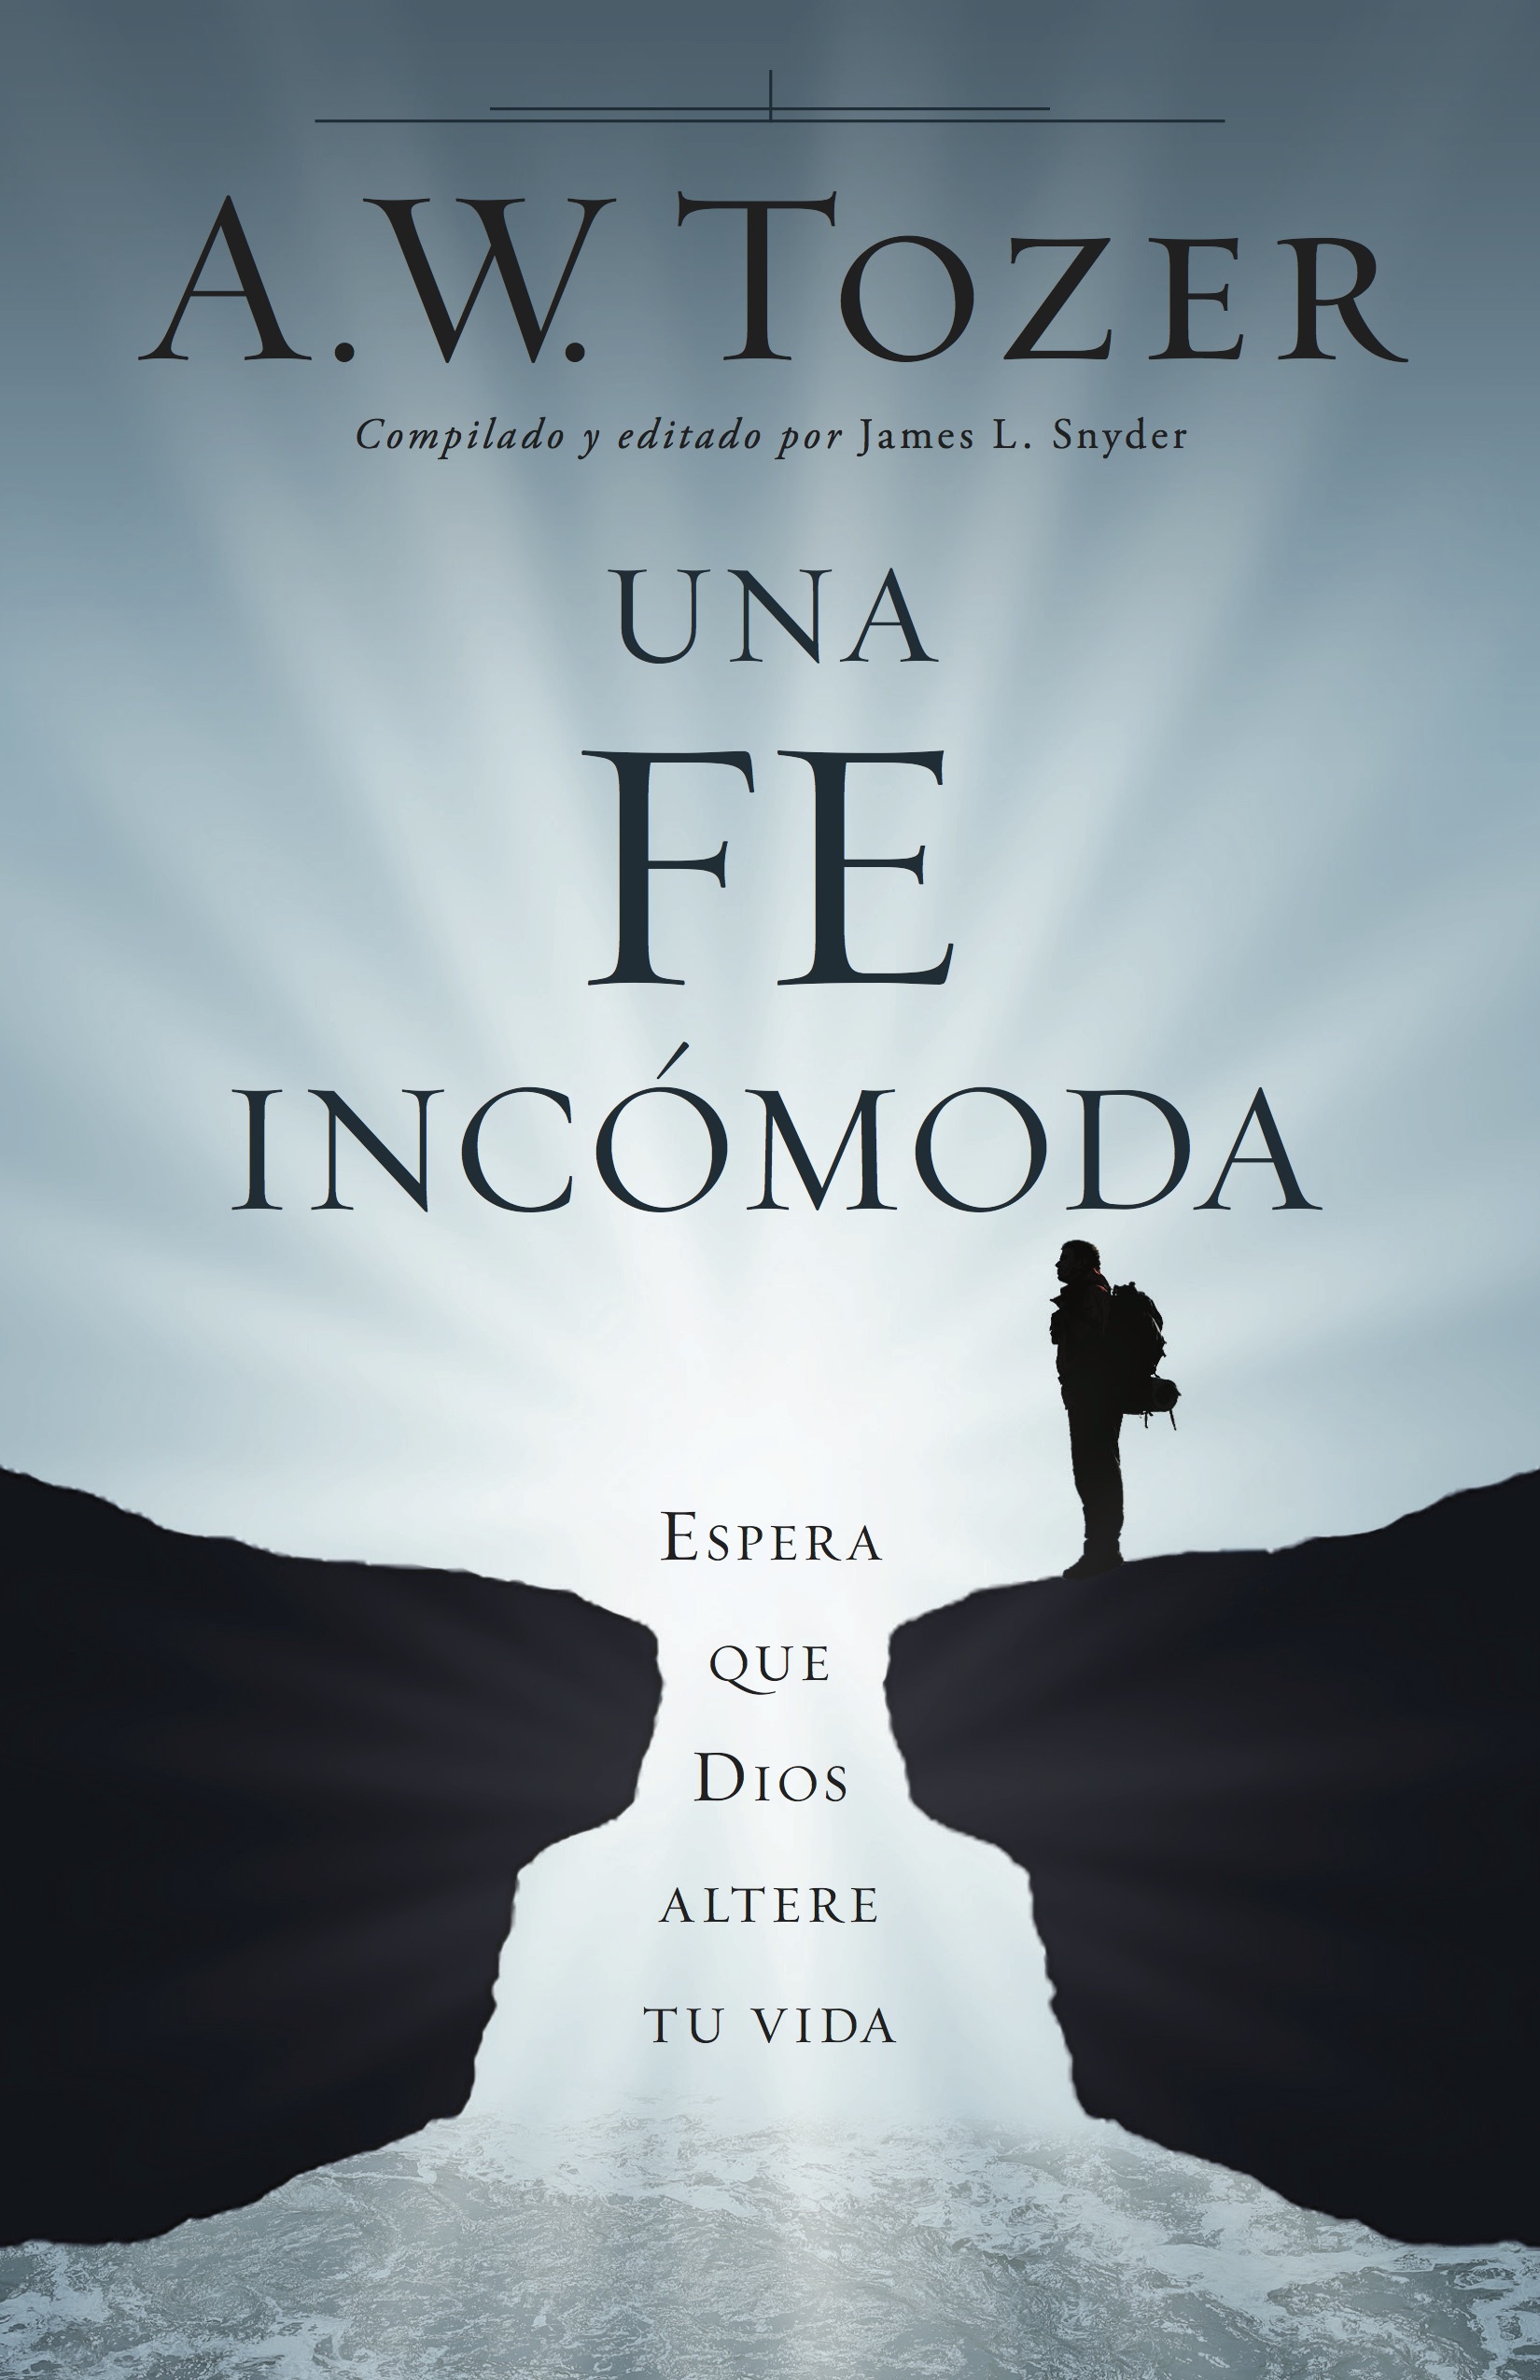 A.W. Tozer
Compilado y editado por James L. Snyder
UNA
FE
INCÓMODA
Espera
que
Dios
altere
tu vida